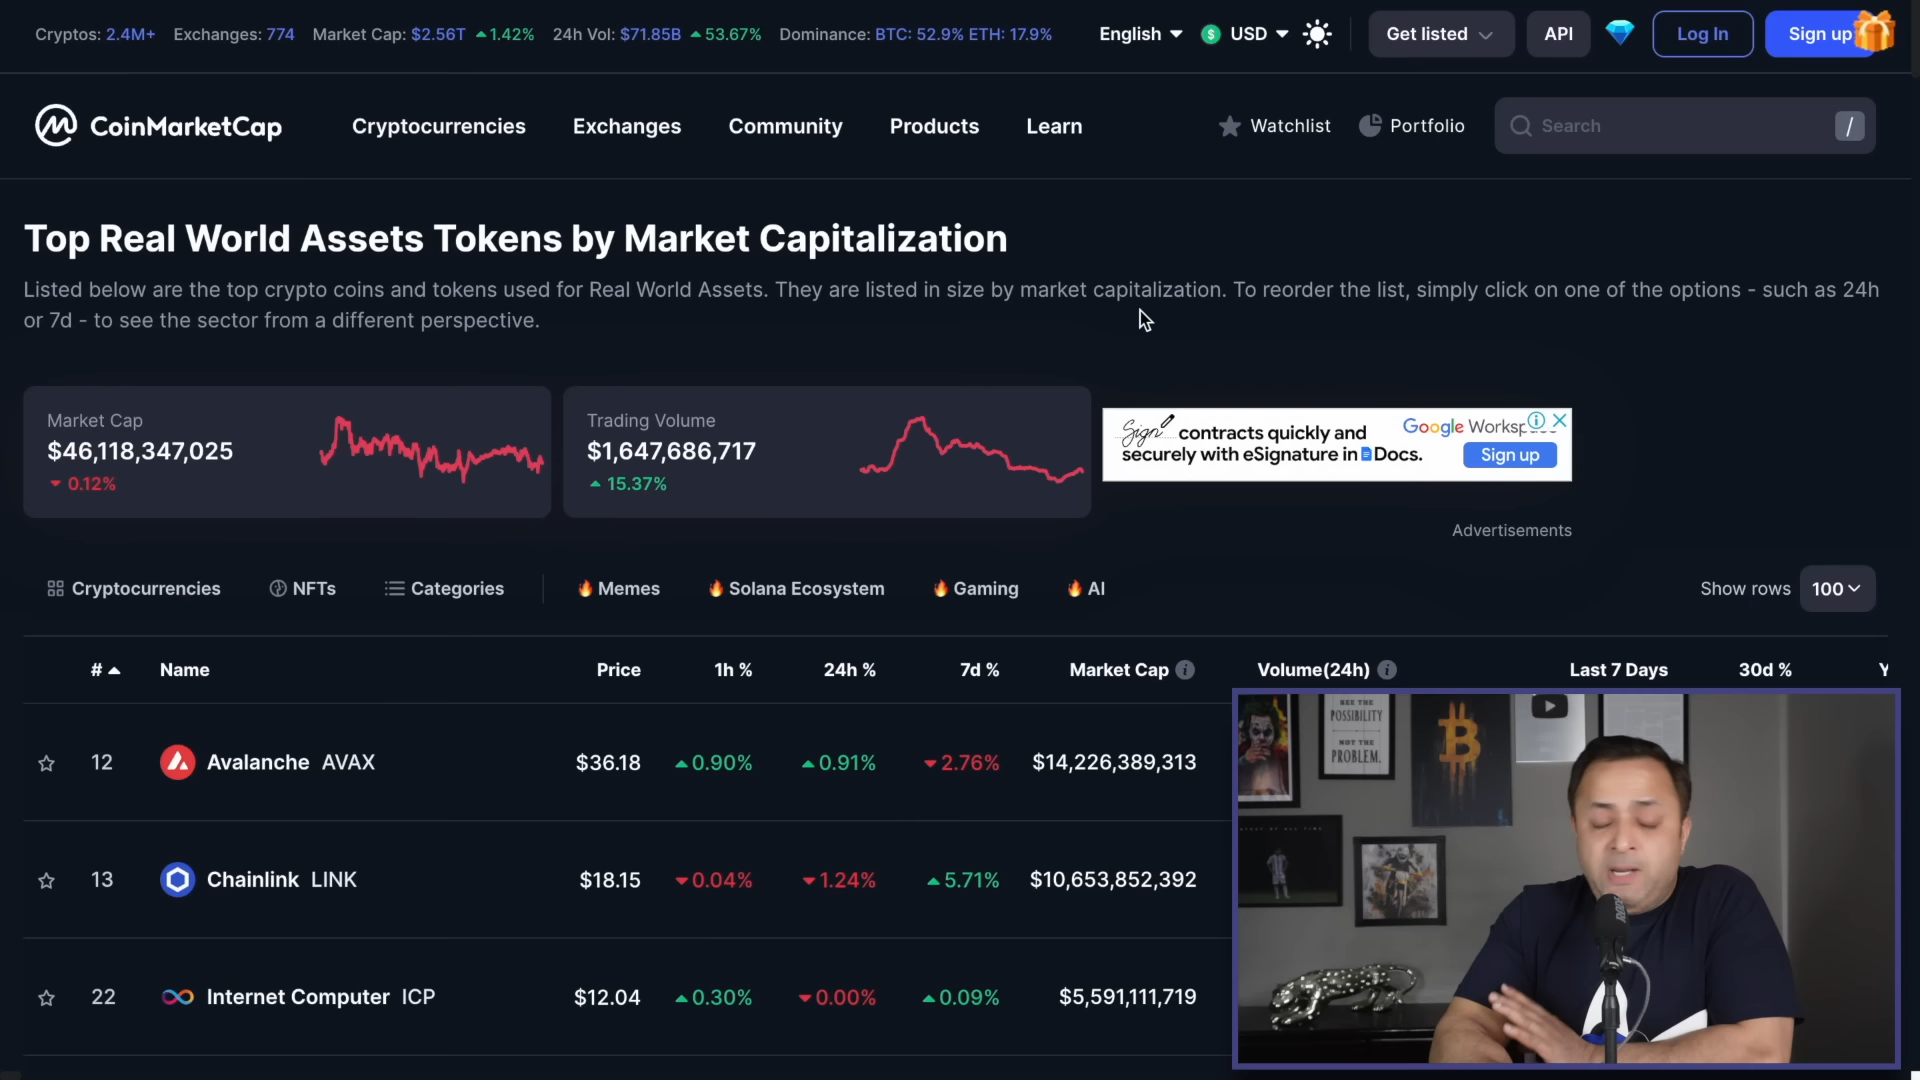 Cryptos: 2.4M+ Exchanges: 774 Market Cap: $2.56T 1.42% 24h Vol: $71.85B 53.67% Dominance: BTC: 52.9% ETH: 17.9% English USD Get listed API Log In Sign up
CoinMarketCap Cryptocurrencies Exchanges Community Products Learn Watchlist Portfolio Search /
Top Real World Assets Tokens by Market Capitalization
Listed below are the top crypto coins and tokens used for Real World Assets. They are listed in size by market capitalization. To reorder the list, simply click on one of the options - such as 24h
or 7d - to see the sector from a different perspective.
Market Cap
$46,118,347,025
0.12%
Trading Volume
$1,647,686,717
15.37%
Sign contracts quickly and
securely with eSignature in Docs.
Google
Sign up
Advertisements
Cryptocurrencies NFTs Categories Memes Solana Ecosystem Gaming AI Show rows 100
# Name Price 1h % 24h % 7d % Market Cap Volume(24h) Last 7 Days 30d %
12 Avalanche AVAX $36.18 0.90% 0.91% 2.76% $14,226,389,313
13 Chainlink LINK $18.15 0.04% 1.24% 5.71% $10,653,852,392
22 Internet Computer ICP $12.04 0.30% 0.00% 0.09% $5,591,111,719
SEE THE
POSSIBILITY
NOT THE
PROBLEM.